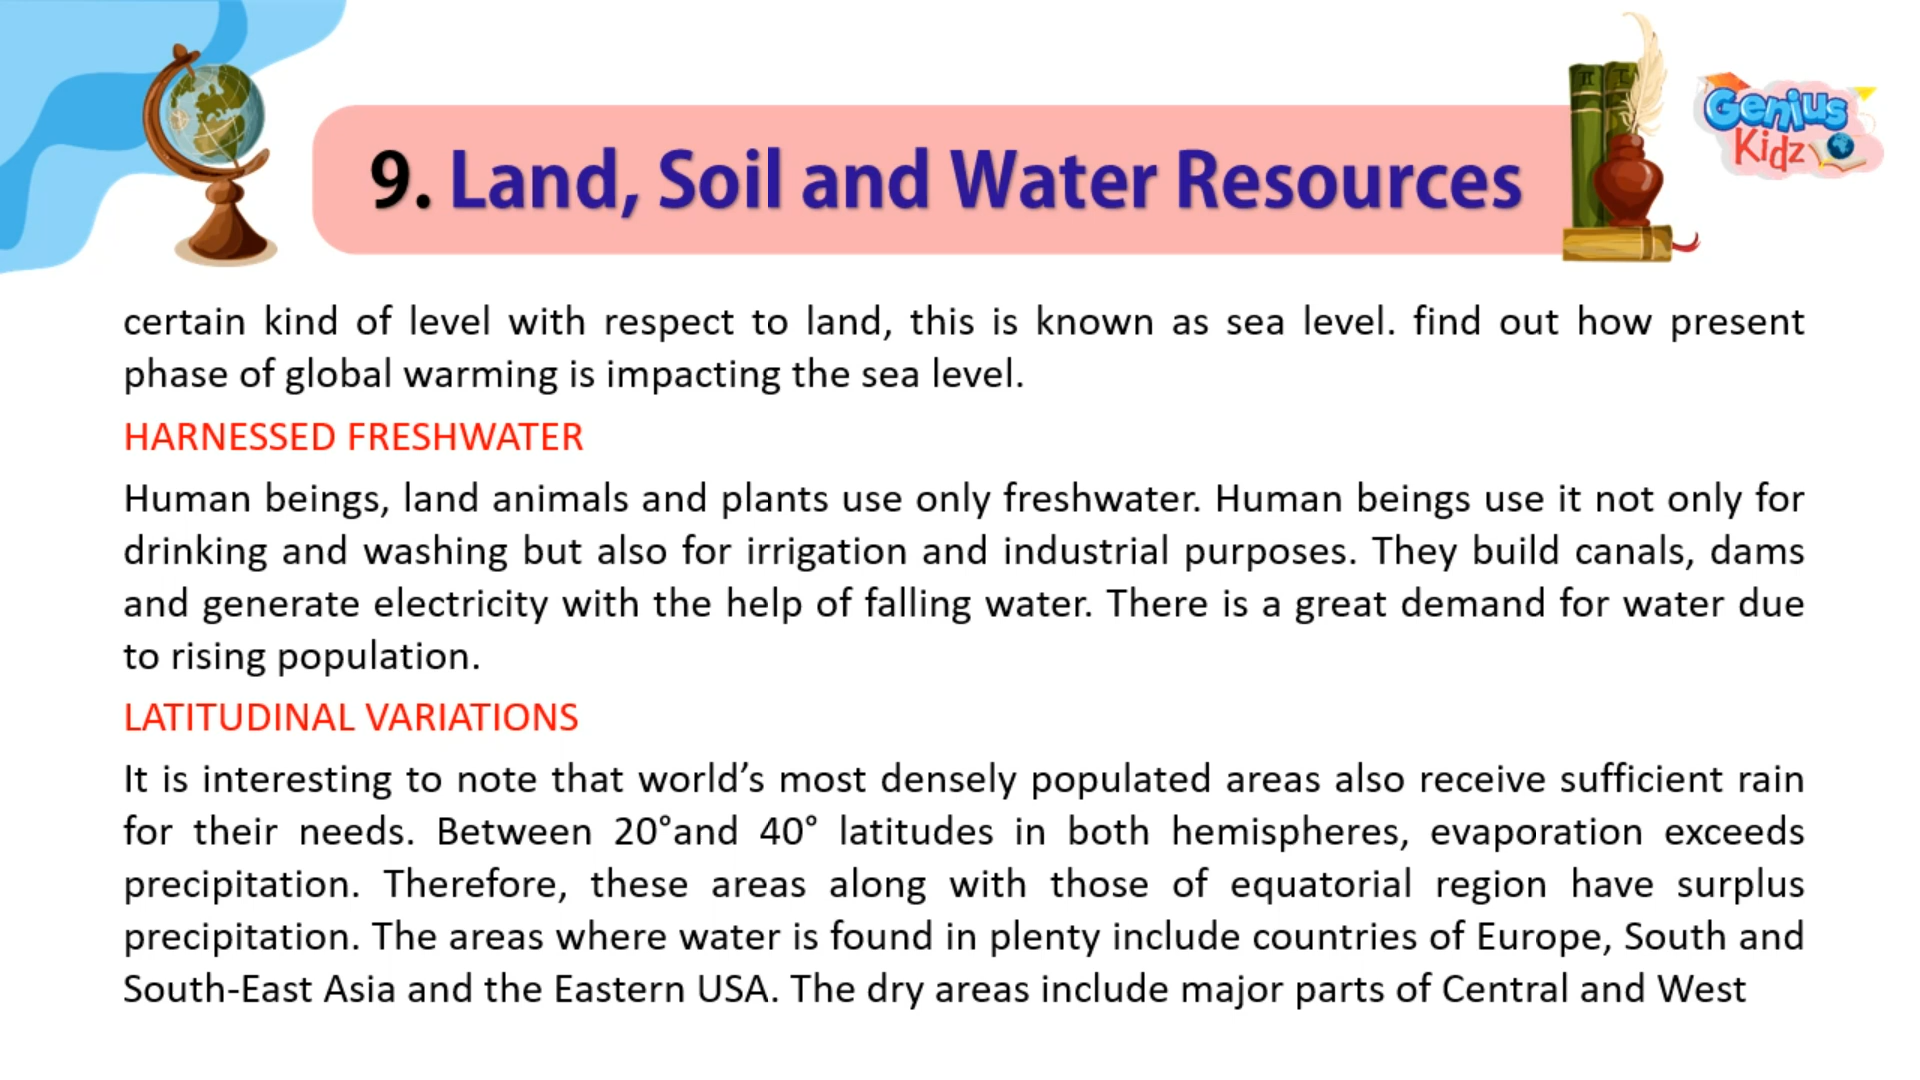 Genius
Kidz
9. Land, Soil and Water Resources
certain kind of level with respect to land, this is known as sea level. find out how present
phase of global warming is impacting the sea level.
HARNESSED FRESHWATER
Human beings, land animals and plants use only freshwater. Human beings use it not only for
drinking and washing but also for irrigation and industrial purposes. They build canals, dams
and generate electricity with the help of falling water. There is a great demand for water due
to rising population.
LATITUDINAL VARIATIONS
It is interesting to note that world’s most densely populated areas also receive sufficient rain
for their needs. Between 20°and 40° latitudes in both hemispheres, evaporation exceeds
precipitation. Therefore, these areas along with those of equatorial region have surplus
precipitation. The areas where water is found in plenty include countries of Europe, South and
South-East Asia and the Eastern USA. The dry areas include major parts of Central and West